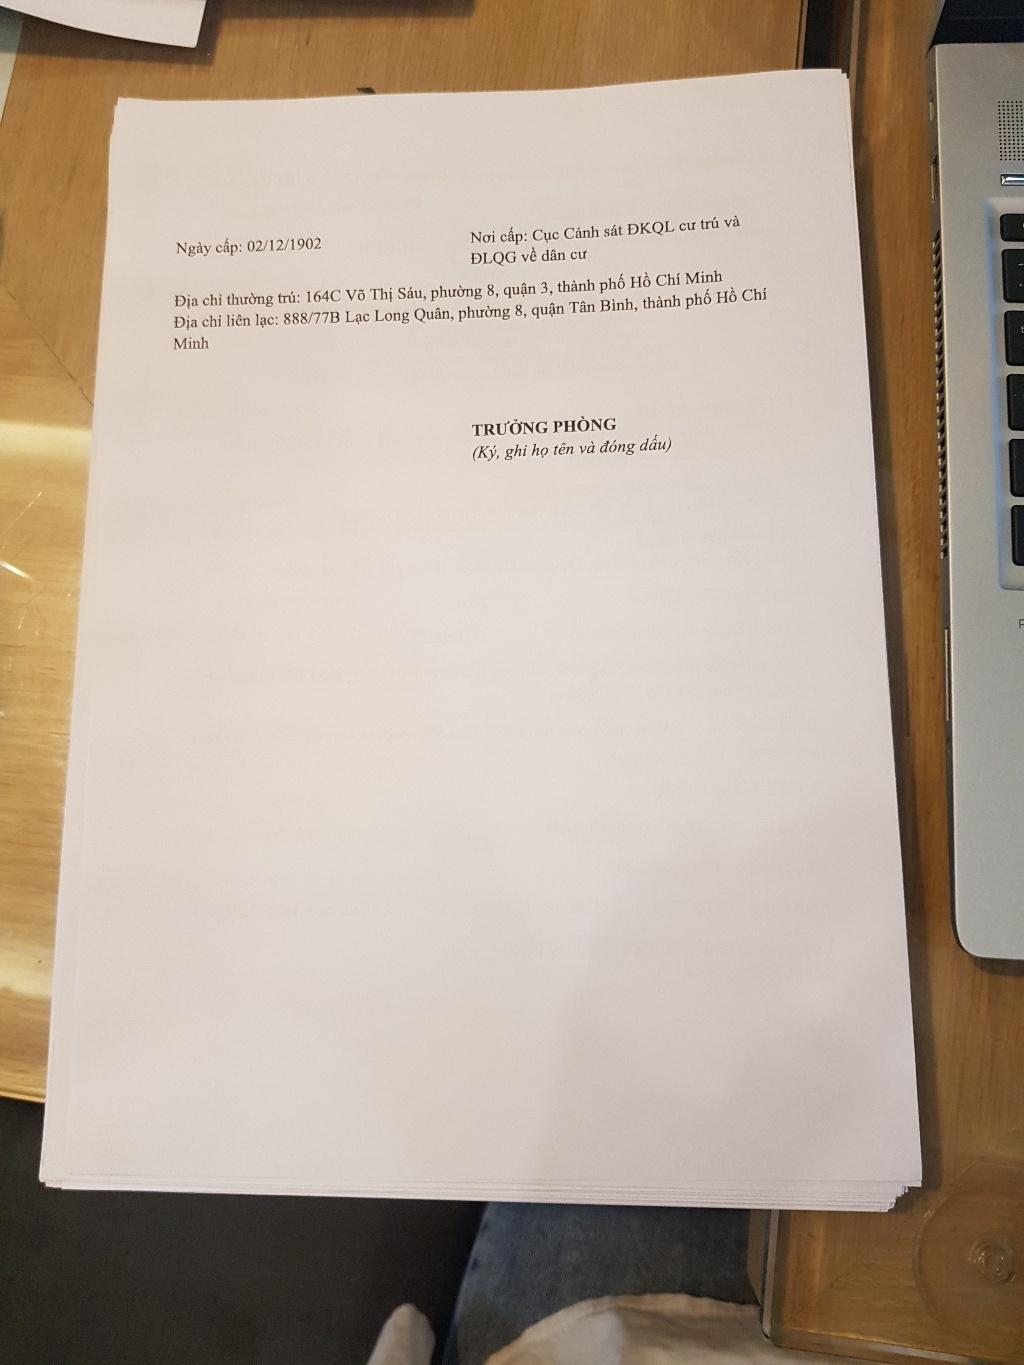 Ngày cấp: 02/12/1902
Nơi cấp: Cục Cảnh sát ĐKQL cư trú và
ĐLQG về dân cư
Địa chỉ thường trú: 164C Võ Thị Sáu, phường 8, quận 3, thành phố Hồ Chí Minh
Địa chỉ liên lạc: 888/77B Lạc Long Quân, phường 8, quận Tân Bình, thành phố Hồ Chí
Minh
TRƯỞNG PHÒNG
(Ký, ghi họ tên và đóng dấu)